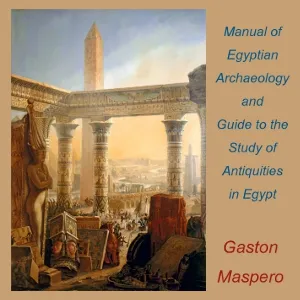 Manual of
Egyptian
Archaeology
and
Guide to the
Study of
Antiquities
in Egypt
Gaston
Maspero